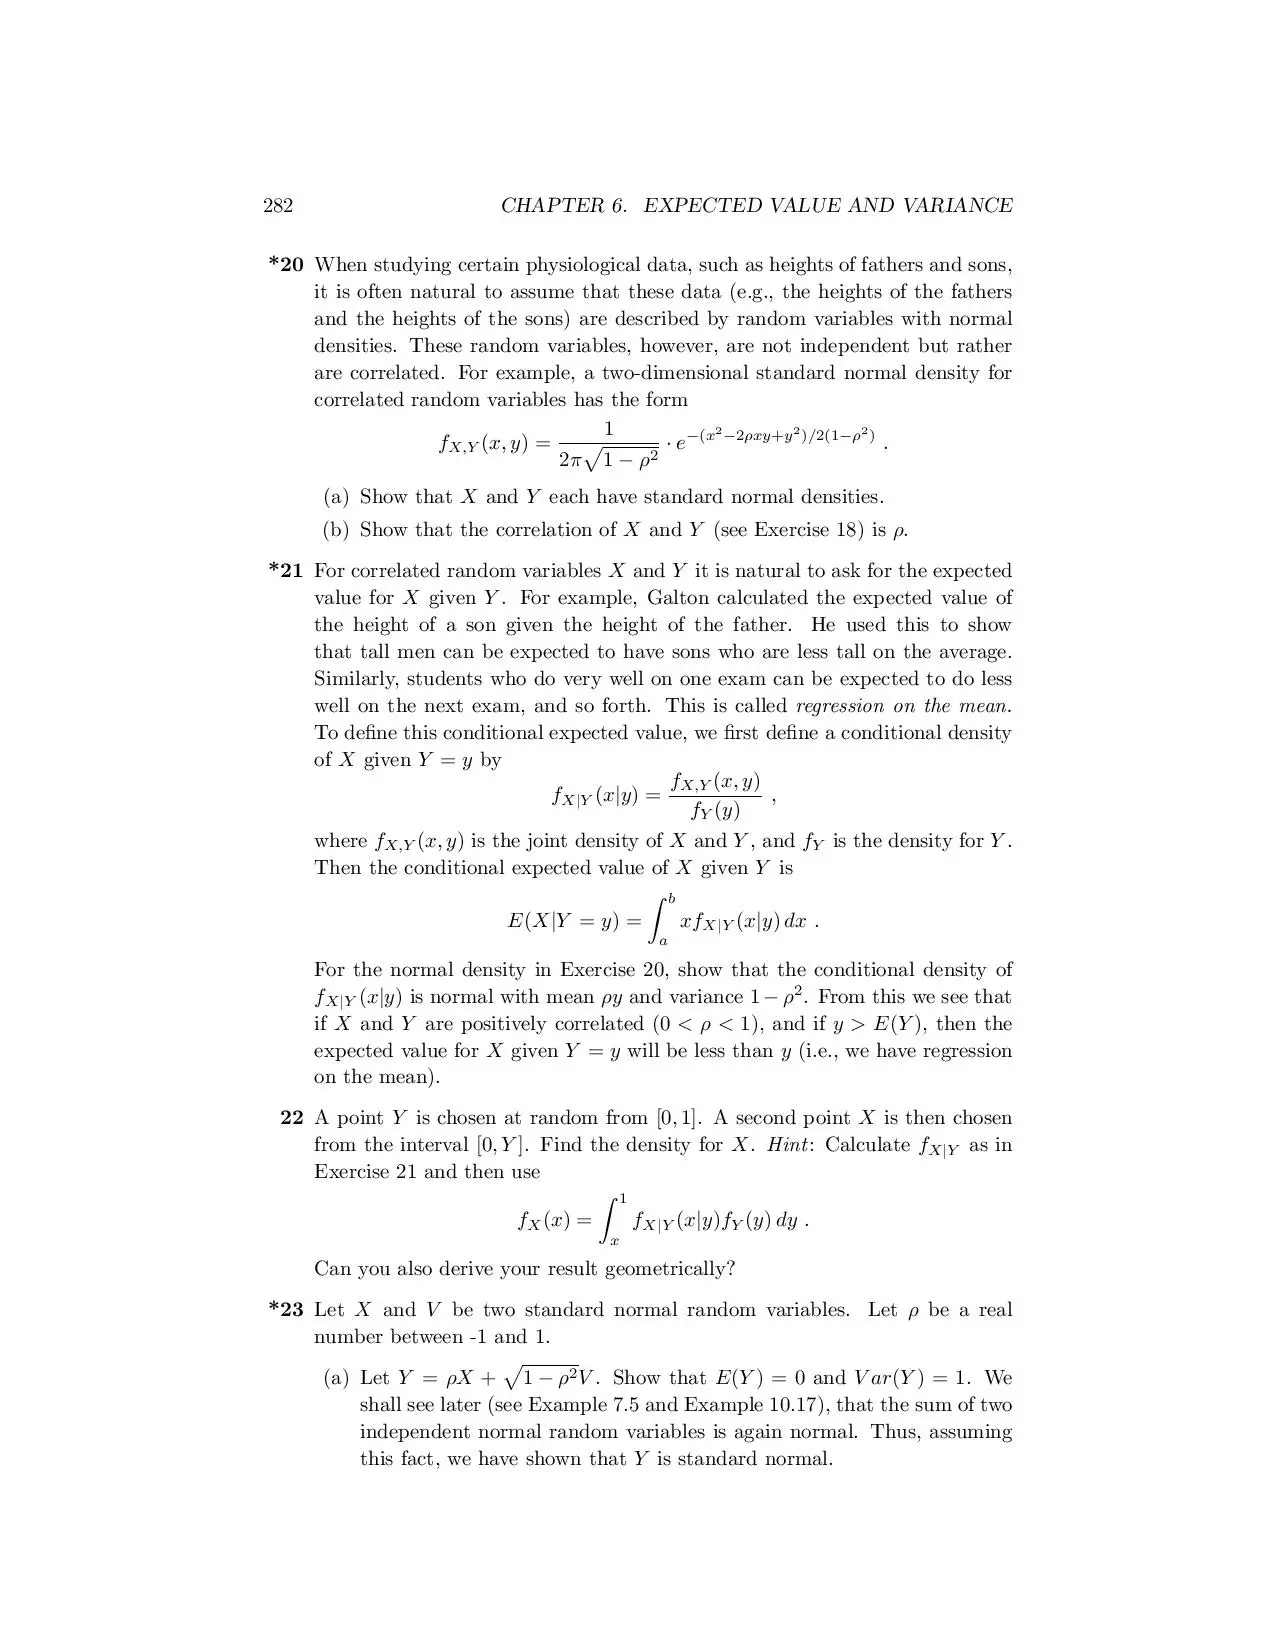 282 CHAPTER 6. EXPECTED VALUE AND VARIANCE
*20 When studying certain physiological data, such as heights of fathers and sons,
it is often natural to assume that these data (e.g., the heights of the fathers
and the heights of the sons) are described by random variables with normal
densities. These random variables, however, are not independent but rather
are correlated. For example, a two-dimensional standard normal density for
correlated random variables has the form
f_{X,Y}(x, y) = \frac{1}{2π\sqrt{1 − ρ^2}} · e^{−(x^2−2ρxy+y^2)/2(1−ρ^2)} .
(a) Show that X and Y each have standard normal densities.
(b) Show that the correlation of X and Y (see Exercise 18) is ρ.
*21 For correlated random variables X and Y it is natural to ask for the expected
value for X given Y. For example, Galton calculated the expected value of
the height of a son given the height of the father. He used this to show
that tall men can be expected to have sons who are less tall on the average.
Similarly, students who do very well on one exam can be expected to do less
well on the next exam, and so forth. This is called regression on the mean.
To define this conditional expected value, we first define a conditional density
of X given Y = y by
f_{X|Y}(x|y) = \frac{f_{X,Y}(x, y)}{f_Y(y)} ,
where f_{X,Y}(x, y) is the joint density of X and Y, and f_Y is the density for Y.
Then the conditional expected value of X given Y is
E(X|Y = y) = \int_a^b x f_{X|Y}(x|y) dx .
For the normal density in Exercise 20, show that the conditional density of
f_{X|Y}(x|y) is normal with mean ρy and variance 1 − ρ^2. From this we see that
if X and Y are positively correlated (0 < ρ < 1), and if y > E(Y), then the
expected value for X given Y = y will be less than y (i.e., we have regression
on the mean).
22 A point Y is chosen at random from [0, 1]. A second point X is then chosen
from the interval [0, Y]. Find the density for X. Hint: Calculate f_{X|Y} as in
Exercise 21 and then use
f_X(x) = \int_x^1 f_{X|Y}(x|y)f_Y(y) dy .
Can you also derive your result geometrically?
*23 Let X and V be two standard normal random variables. Let ρ be a real
number between -1 and 1.
(a) Let Y = ρX + \sqrt{1 − ρ^2}V. Show that E(Y) = 0 and Var(Y) = 1. We
shall see later (see Example 7.5 and Example 10.17), that the sum of two
independent normal random variables is again normal. Thus, assuming
this fact, we have shown that Y is standard normal.